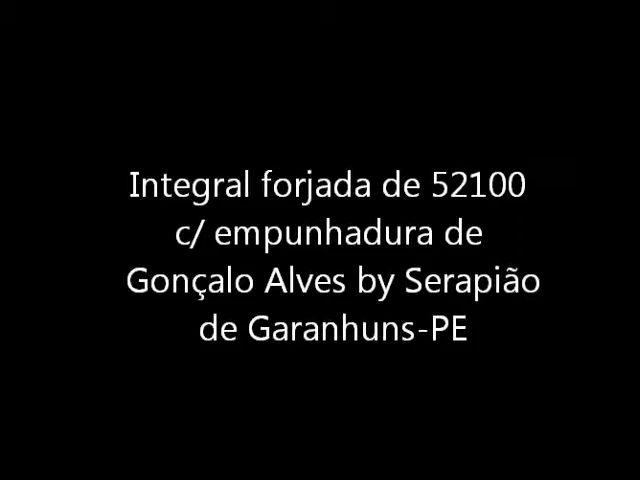 Integral forjada de 52100
c/ empunhadura de
Gonçalo Alves by Serapião
de Garanhuns-PE